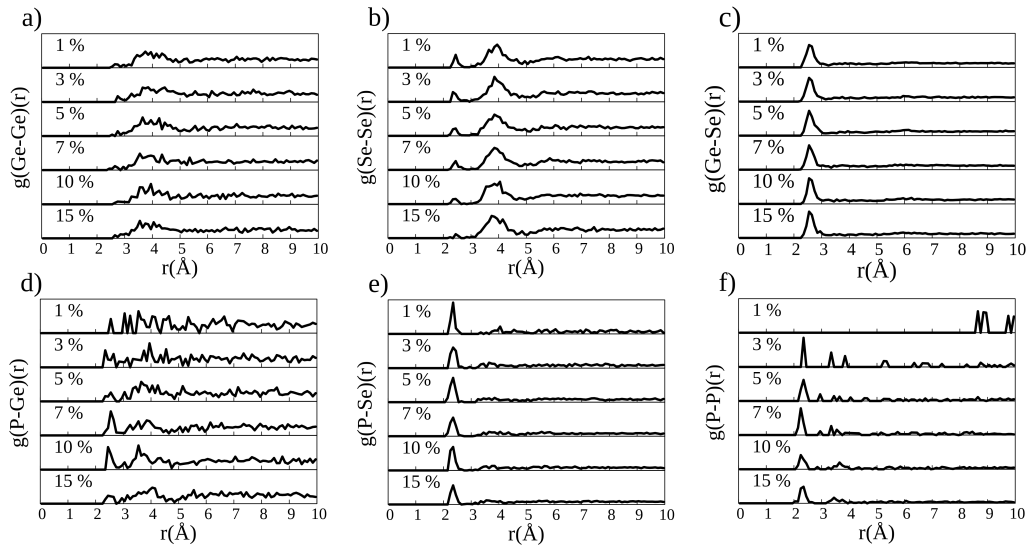 a)
1 %
3 %
5 %
7 %
10 %
15 %
g(Ge-Ge)(r)
0 1 2 3 4 5 6 7 8 9 10
r(Å)
b)
1 %
3 %
5 %
7 %
10 %
15 %
g(Se-Se)(r)
0 1 2 3 4 5 6 7 8 9 10
r(Å)
c)
1 %
3 %
5 %
7 %
10 %
15 %
g(Ge-Se)(r)
0 1 2 3 4 5 6 7 8 9 10
r(Å)
d)
1 %
3 %
5 %
7 %
10 %
15 %
g(P-Ge)(r)
0 1 2 3 4 5 6 7 8 9 10
r(Å)
e)
1 %
3 %
5 %
7 %
10 %
15 %
g(P-Se)(r)
0 1 2 3 4 5 6 7 8 9 10
r(Å)
f)
1 %
3 %
5 %
7 %
10 %
15 %
g(P-P)(r)
0 1 2 3 4 5 6 7 8 9 10
r(Å)